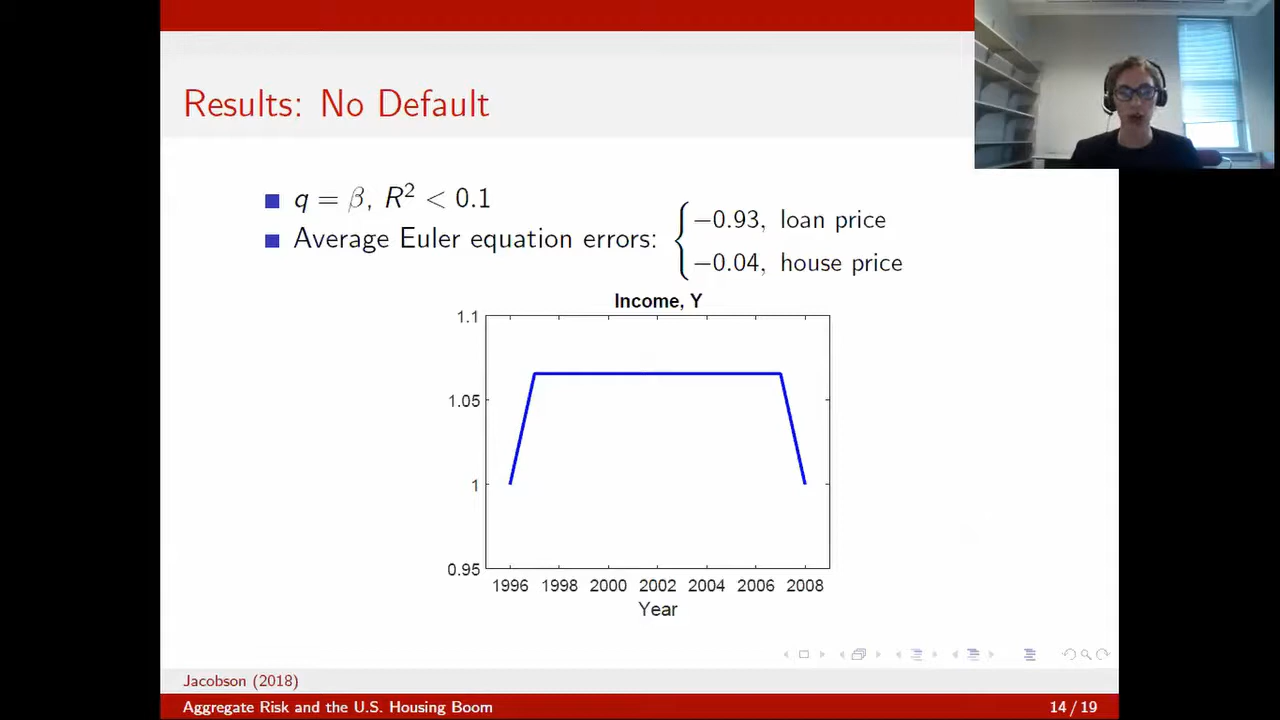 Results: No Default
q = β, R² < 0.1
Average Euler equation errors: { −0.93, loan price
−0.04, house price
Income, Y
1.1
1.05
1
0.95
1996 1998 2000 2002 2004 2006 2008
Year
Jacobson (2018)
Aggregate Risk and the U.S. Housing Boom 14 / 19